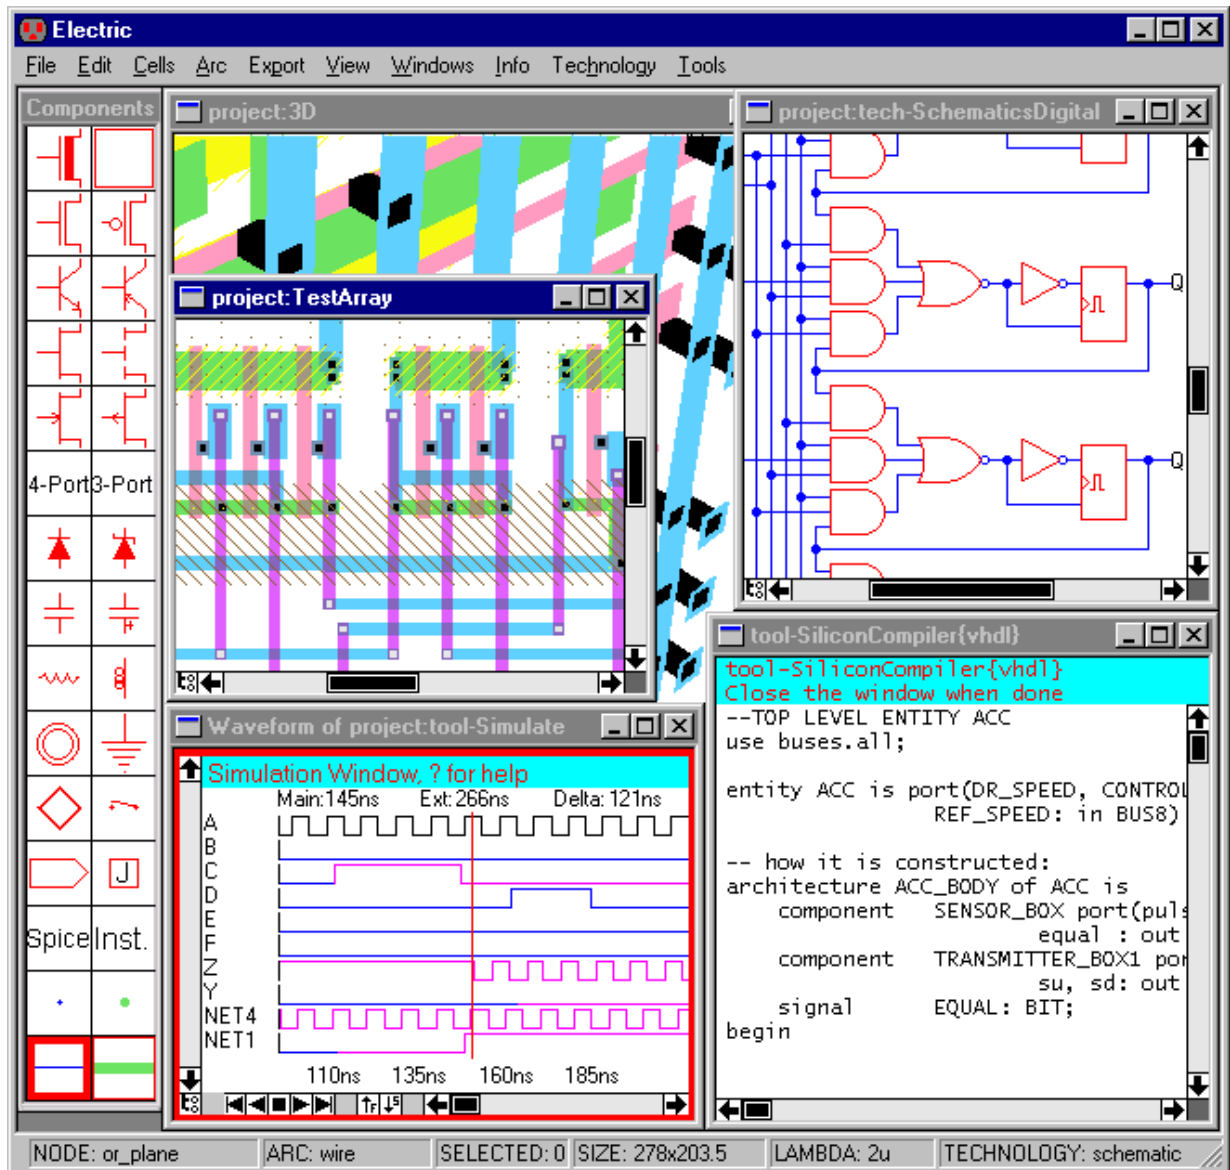 Electric
File Edit Cells Arc Export View Windows Info Technology Tools
Components
4-Port 3-Port
J
Spice Inst.
project:3D
project:TestArray
project:tech-SchematicsDigital
Q
Q
Waveform of project:tool-Simulate
Simulation Window, ? for help
Main:145ns Ext:266ns Delta: 121ns
A
B
C
D
E
F
Z
Y
NET4
NET1
110ns 135ns 160ns 185ns
tool-SiliconCompiler{vhdl}
tool-SiliconCompiler{vhdl}
Close the window when done
--TOP LEVEL ENTITY ACC
use buses.all;
entity ACC is port(DR_SPEED, CONTROL
REF_SPEED: in BUS8)
-- how it is constructed:
architecture ACC_BODY of ACC is
component SENSOR_BOX port(puls
equal : out
component TRANSMITTER_BOX1 por
su, sd: out
signal EQUAL: BIT;
begin
NODE: or_plane ARC: wire SELECTED: 0 SIZE: 278x203.5 LAMBDA: 2u TECHNOLOGY: schematic